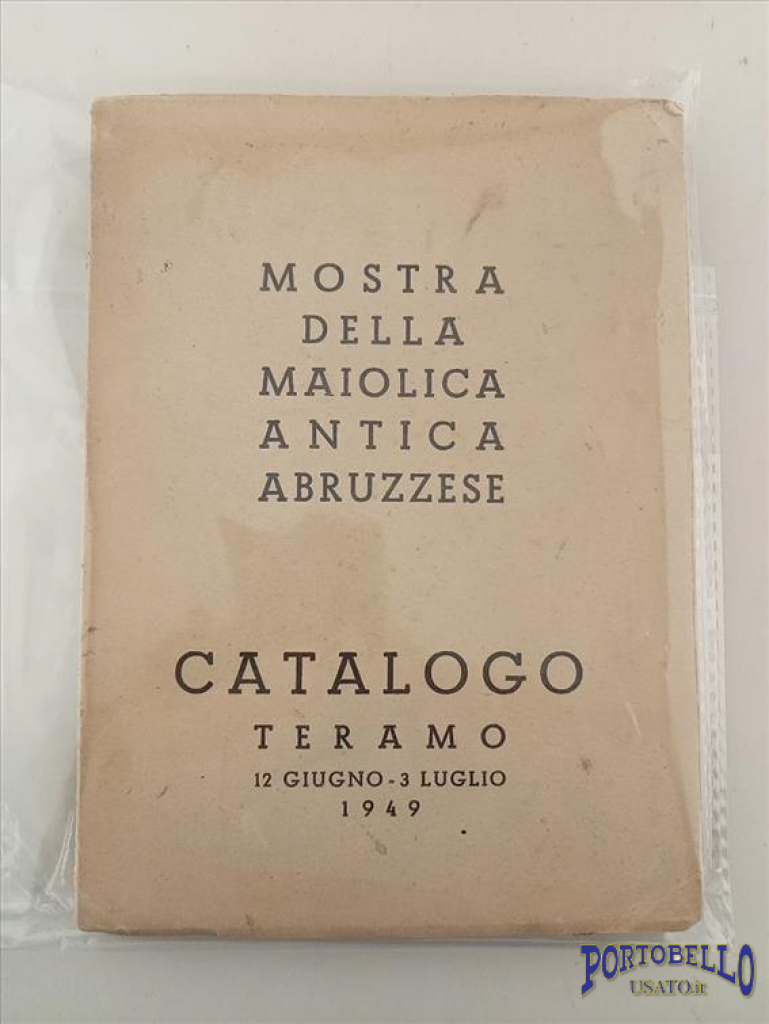 MOSTRA
DELLA
MAIOLICA
ANTICA
ABRUZZESE
CATALOGO
TERAMO
12 GIUGNO - 3 LUGLIO
1949
PORTOBELLO
USATO.it